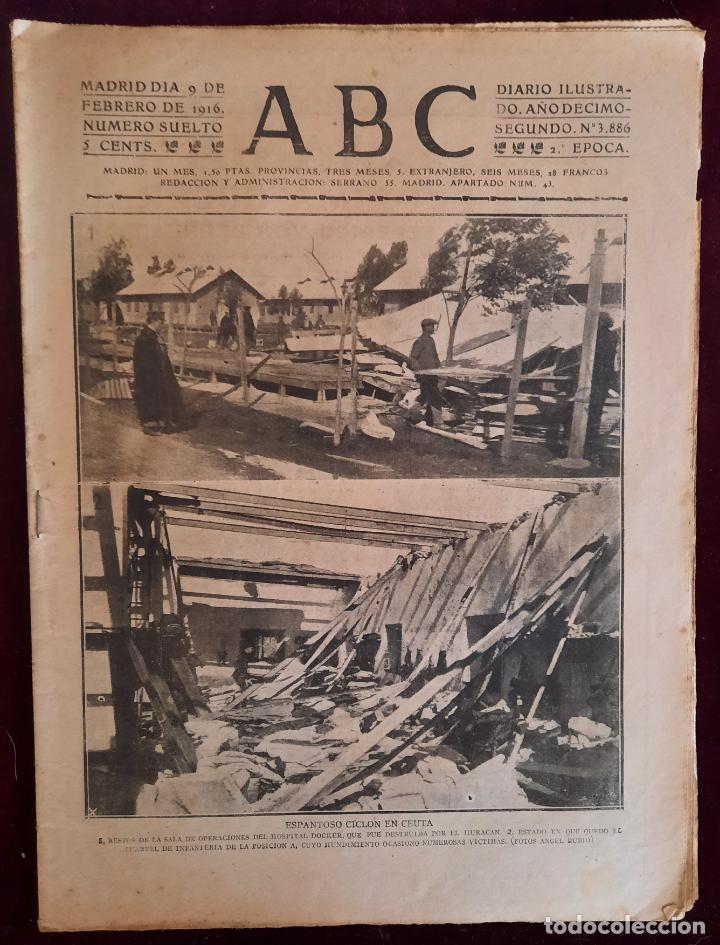 MADRID DIA 9 DE
FEBRERO DE 1916.
NUMERO SUELTO
5 CENTS.
ABC
DIARIO ILUSTRA-
DO. AÑO DECIMO-
SEGUNDO. Nº 3.886
2.ª EPOCA.
MADRID: UN MES, 1,50 PTAS. PROVINCIAS, TRES MESES, 5. EXTRANJERO, SEIS MESES, 28 FRANCOS
REDACCION Y ADMINISTRACION: SERRANO 55. MADRID. APARTADO NUM. 43.
ESPANTOSO CICLON EN CEUTA
RESTOS DE LA SALA DE OPERACIONES DEL HOSPITAL DOCKER, QUE FUE DESTRUIDA POR EL HURACAN. 2, ESTADO EN QUE QUEDO EL
CUARTEL DE INFANTERIA DE LA POSICION A, CUYO HUNDIMIENTO OCASIONO NUMEROSAS VICTIMAS. (FOTOS ANGEL RUBIO)
todocoleccion.net